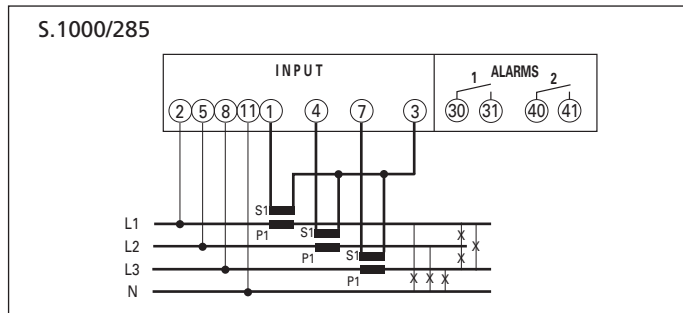 S.1000/285
INPUT
ALARMS
1 2
2 5 8 11 1 4 7 3 30 31 40 41
S1
L1
P1 S1
L2
P1 S1
L3
P1
N
X X X X X X